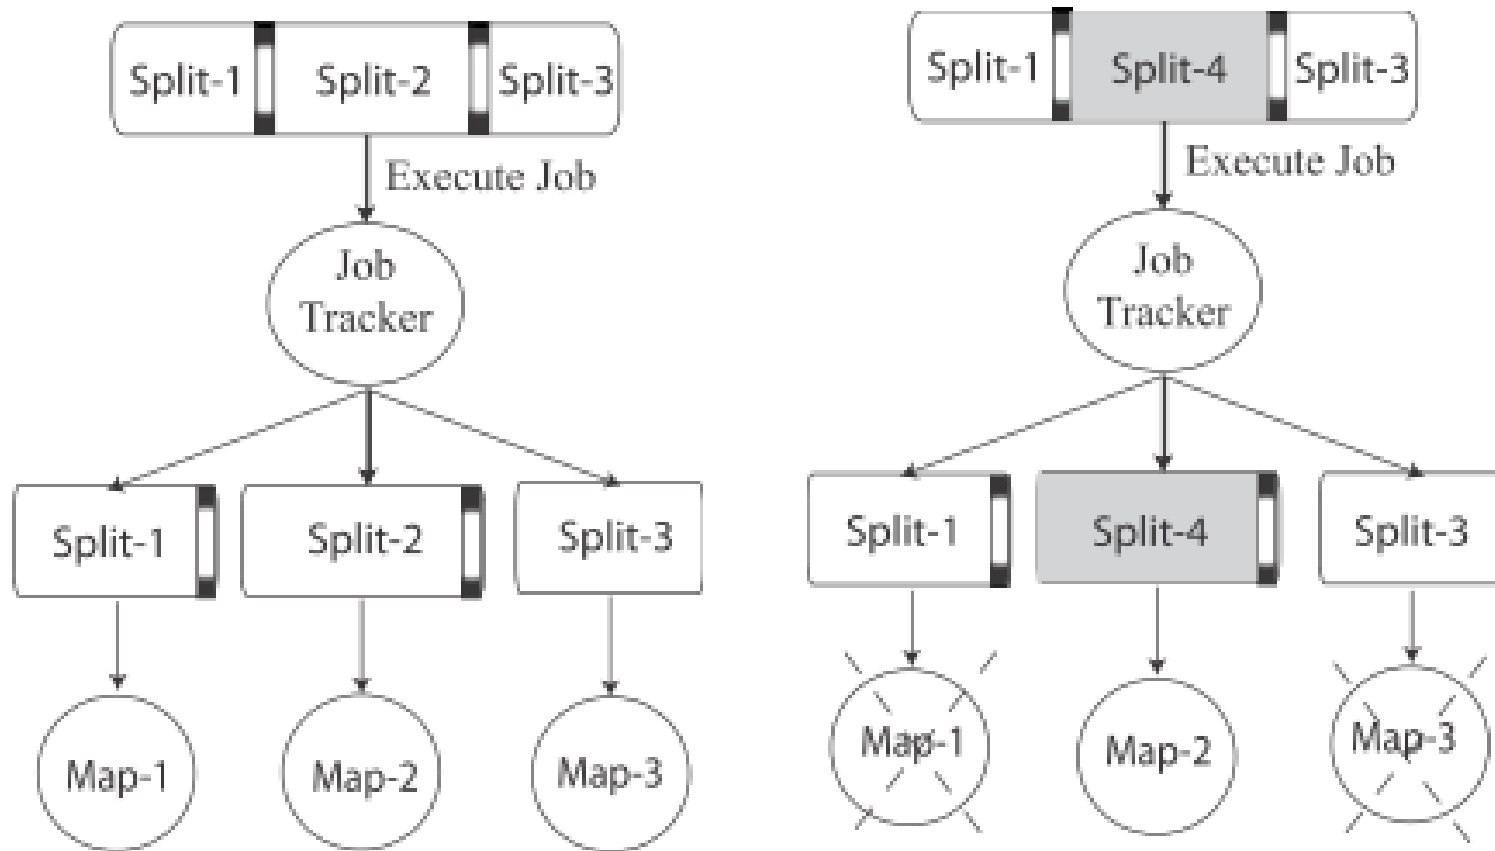 Split-1 Split-2 Split-3
Execute Job
Job
Tracker
Split-1 Split-2 Split-3
Map-1 Map-2 Map-3
Split-1 Split-4 Split-3
Execute Job
Job
Tracker
Split-1 Split-4 Split-3
Map-1 Map-2 Map-3